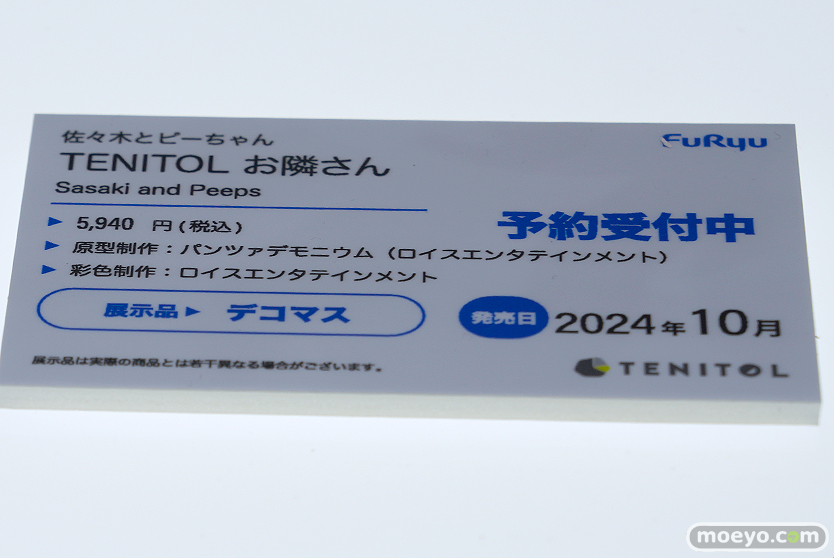 佐々木とピーちゃん
FuRyu
TENITOL お隣さん
Sasaki and Peeps
予約受付中
▶ 5,940 円(税込)
▶ 原型制作：パンツァデモニウム（ロイスエンタテインメント）
▶ 彩色制作：ロイスエンタテインメント
展示品▶ デコマス
発売日 2024年10月
展示品は実際の商品とは若干異なる場合がございます。
TENITOL
moeyo.com